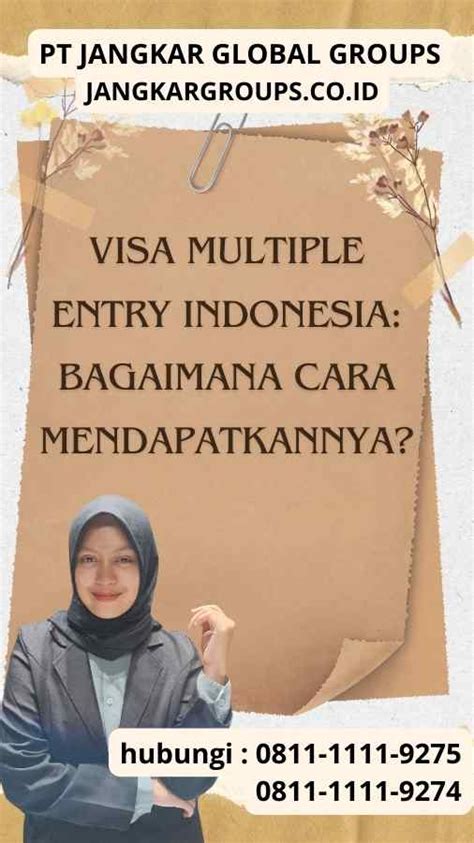 PT JANGKAR GLOBAL GROUPS
JANGKARGROUPS.CO.ID
VISA MULTIPLE
ENTRY INDONESIA:
BAGAIMANA CARA
MENDAPATKANNYA?
hubungi : 0811-1111-9275
0811-1111-9274